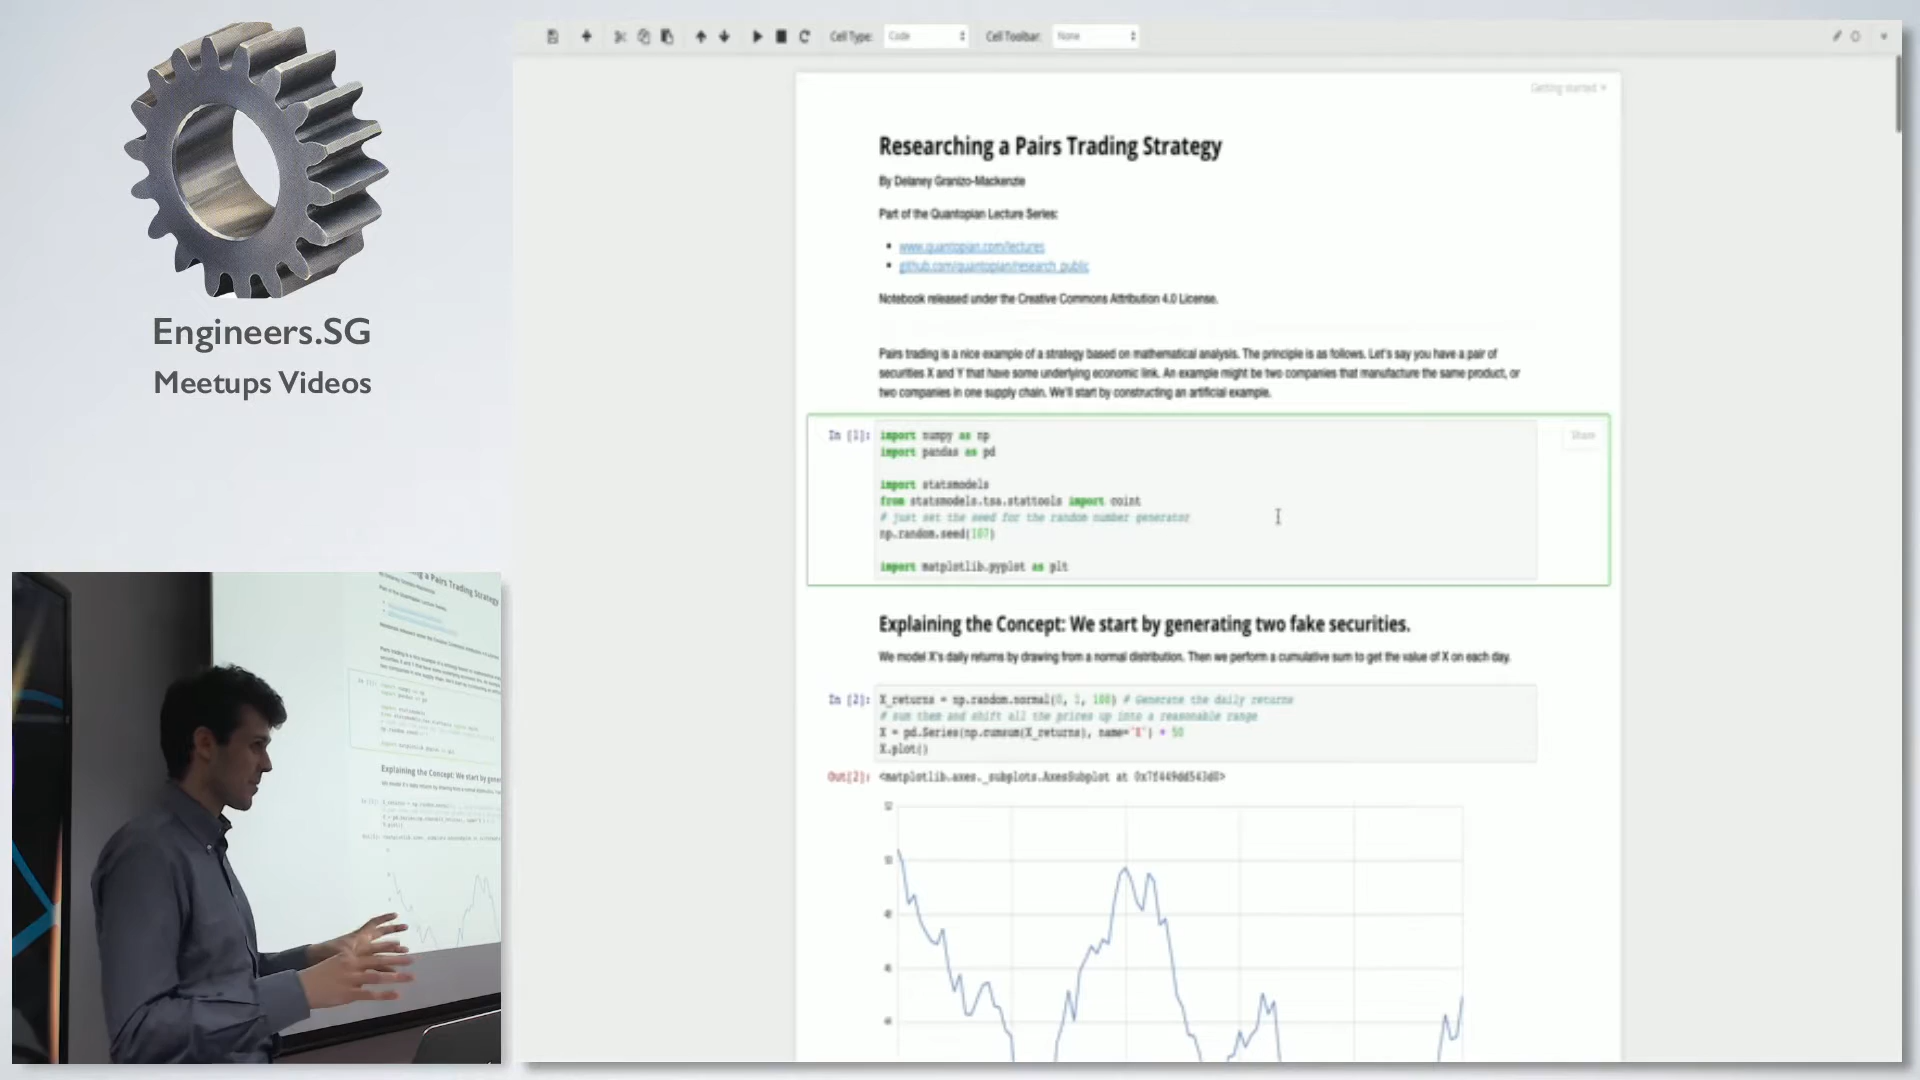 Engineers.SG
Meetups Videos
Cell Type:
Code
Cell Toolbar:
None
Getting started
Researching a Pairs Trading Strategy
By Delaney Granizo-Mackenzie
Part of the Quantopian Lecture Series:
www.quantopian.com/lectures
github.com/quantopian/research_public
Notebook released under the Creative Commons Attribution 4.0 License.
Pairs trading is a nice example of a strategy based on mathematical analysis. The principle is as follows. Let's say you have a pair of
securities X and Y that have some underlying economic link. An example might be two companies that manufacture the same product, or
two companies in one supply chain. We'll start by constructing an artificial example.
In [1]:
import numpy as np
import pandas as pd
import statsmodels
from statsmodels.tsa.stattools import coint
# just set the seed for the random number generator
np.random.seed(107)
import matplotlib.pyplot as plt
Share
Explaining the Concept: We start by generating two fake securities.
We model X's daily returns by drawing from a normal distribution. Then we perform a cumulative sum to get the value of X on each day.
In [2]:
X_returns = np.random.normal(0, 1, 100) # Generate the daily returns
# sum them and shift all the prices up into a reasonable range
X = pd.Series(np.cumsum(X_returns), name='X') + 50
X.plot()
Out[2]:
<matplotlib.axes._subplots.AxesSubplot at 0x7f449dd543d0>
52
50
48
46
44